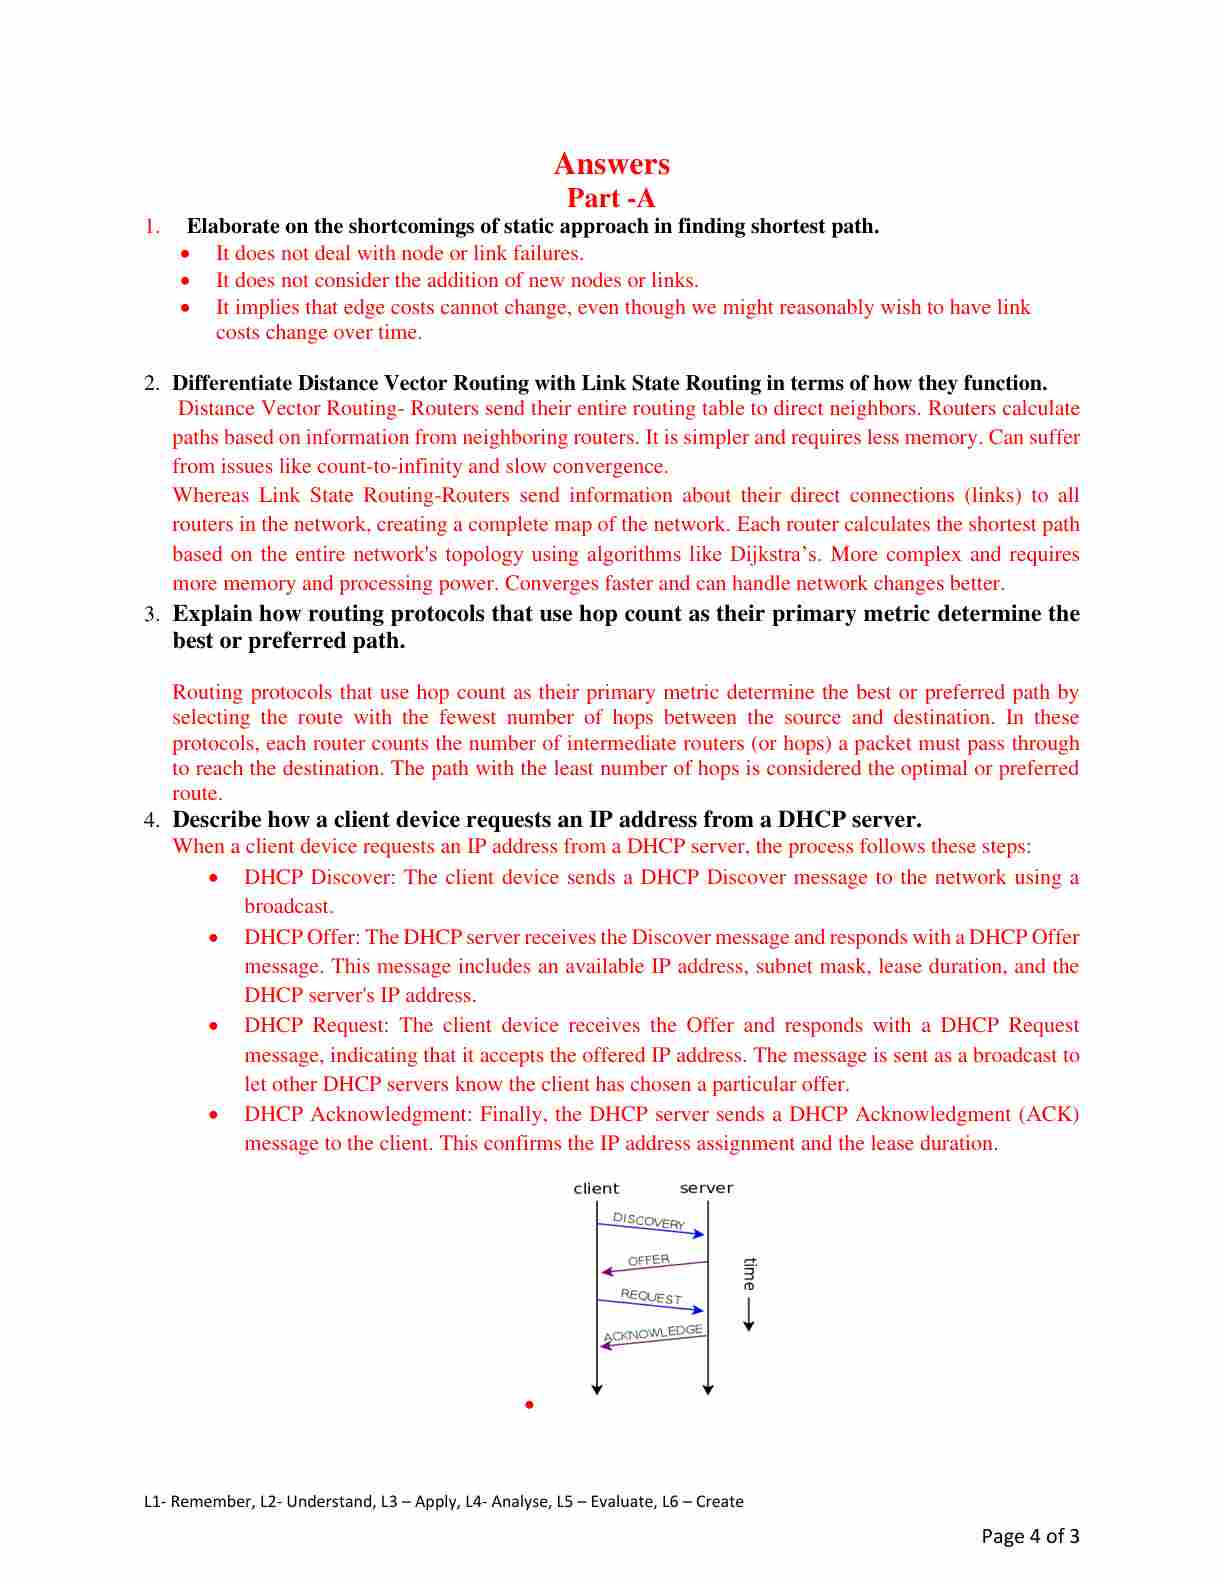 Answers
Part -A
1. Elaborate on the shortcomings of static approach in finding shortest path.
• It does not deal with node or link failures.
• It does not consider the addition of new nodes or links.
• It implies that edge costs cannot change, even though we might reasonably wish to have link
costs change over time.
2. Differentiate Distance Vector Routing with Link State Routing in terms of how they function.
Distance Vector Routing- Routers send their entire routing table to direct neighbors. Routers calculate
paths based on information from neighboring routers. It is simpler and requires less memory. Can suffer
from issues like count-to-infinity and slow convergence.
Whereas Link State Routing-Routers send information about their direct connections (links) to all
routers in the network, creating a complete map of the network. Each router calculates the shortest path
based on the entire network's topology using algorithms like Dijkstra’s. More complex and requires
more memory and processing power. Converges faster and can handle network changes better.
3. Explain how routing protocols that use hop count as their primary metric determine the
best or preferred path.
Routing protocols that use hop count as their primary metric determine the best or preferred path by
selecting the route with the fewest number of hops between the source and destination. In these
protocols, each router counts the number of intermediate routers (or hops) a packet must pass through
to reach the destination. The path with the least number of hops is considered the optimal or preferred
route.
4. Describe how a client device requests an IP address from a DHCP server.
When a client device requests an IP address from a DHCP server, the process follows these steps:
• DHCP Discover: The client device sends a DHCP Discover message to the network using a
broadcast.
• DHCP Offer: The DHCP server receives the Discover message and responds with a DHCP Offer
message. This message includes an available IP address, subnet mask, lease duration, and the
DHCP server's IP address.
• DHCP Request: The client device receives the Offer and responds with a DHCP Request
message, indicating that it accepts the offered IP address. The message is sent as a broadcast to
let other DHCP servers know the client has chosen a particular offer.
• DHCP Acknowledgment: Finally, the DHCP server sends a DHCP Acknowledgment (ACK)
message to the client. This confirms the IP address assignment and the lease duration.
client server
DISCOVERY
OFFER
time
REQUEST
ACKNOWLEDGE
•
L1- Remember, L2- Understand, L3 – Apply, L4- Analyse, L5 – Evaluate, L6 – Create
Page 4 of 3